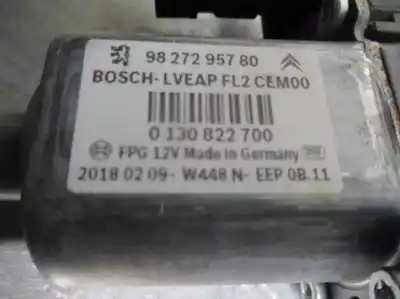 98 272 957 80
BOSCH-LVEAP FL2 CEM00
0 130 822 700
FPG 12V Made in Germany
2018 02 09- W448 N- EEP 0B.11